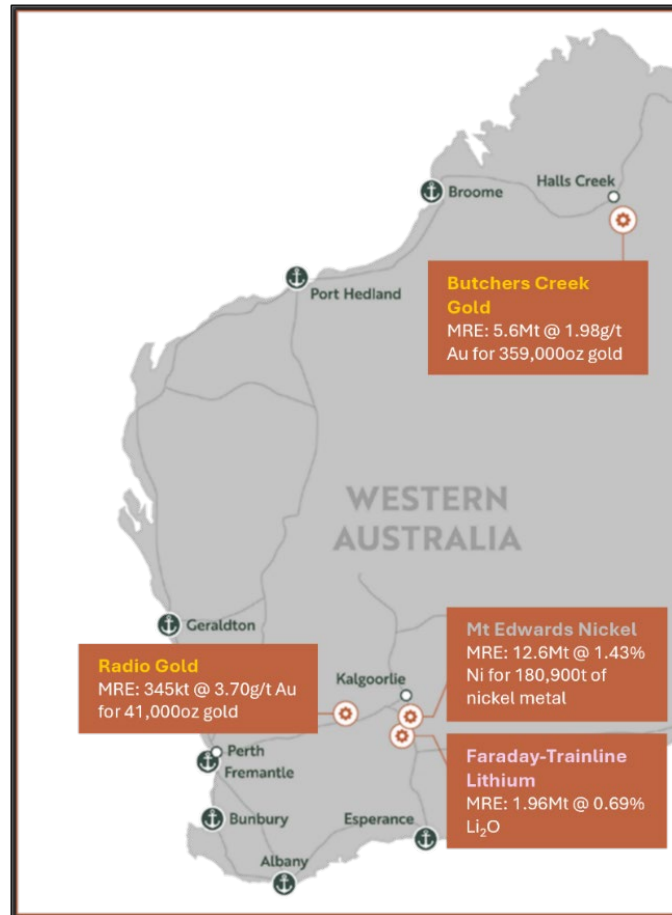 Broome
Halls Creek
Port Hedland
Butchers Creek
Gold
MRE: 5.6Mt @ 1.98g/t
Au for 359,000oz gold
WESTERN
AUSTRALIA
Geraldton
Radio Gold
MRE: 345kt @ 3.70g/t Au
for 41,000oz gold
Kalgoorlie
Mt Edwards Nickel
MRE: 12.6Mt @ 1.43%
Ni for 180,900t of
nickel metal
Perth
Fremantle
Faraday-Trainline
Lithium
MRE: 1.96Mt @ 0.69%
Li₂O
Bunbury
Esperance
Albany